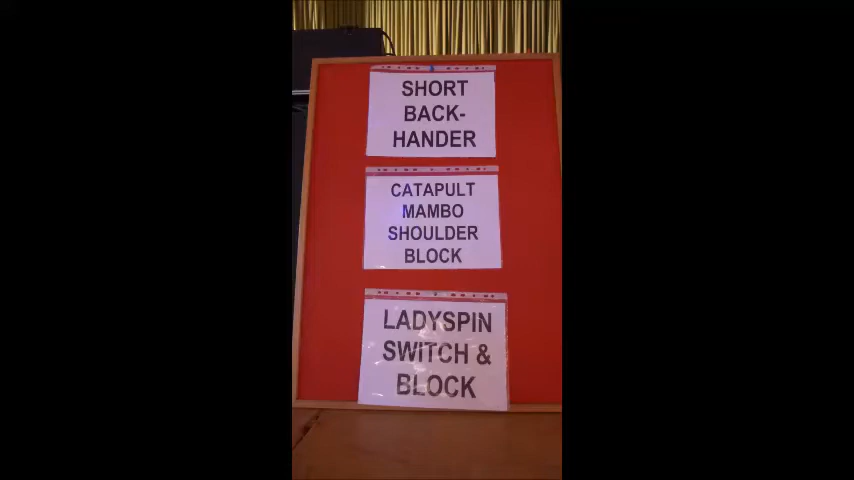 SHORT
BACK-
HANDER
CATAPULT
MAMBO
SHOULDER
BLOCK
LADYSPIN
SWITCH &
BLOCK